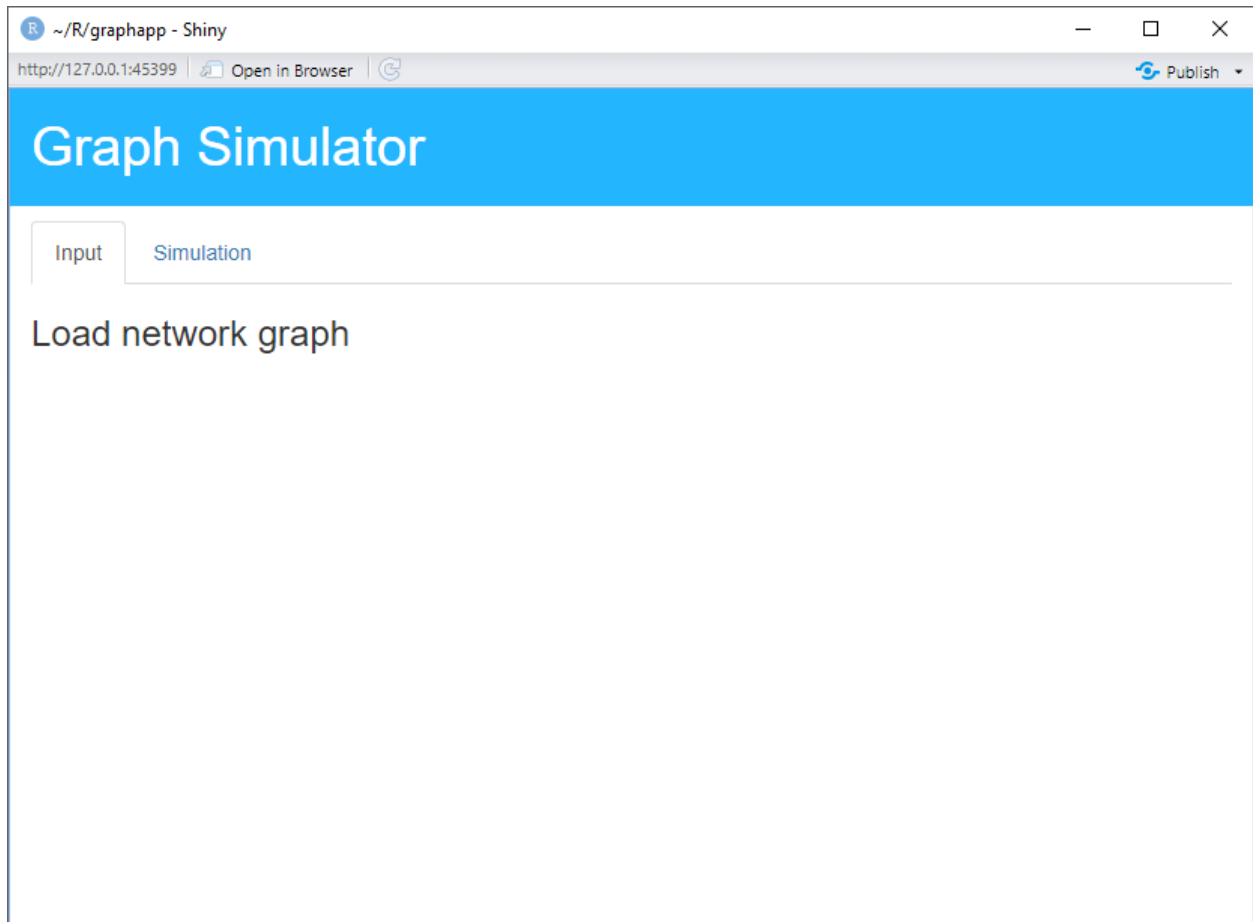 R ~/R/graphapp - Shiny
http://127.0.0.1:45399 Open in Browser Publish
Graph Simulator
Input Simulation
Load network graph